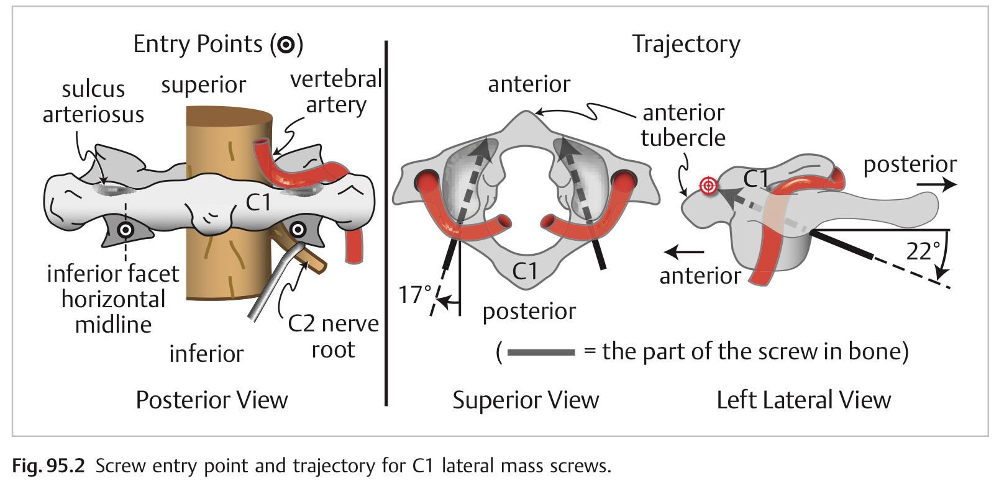 Entry Points ( )
Trajectory
sulcus
arteriosus
superior
vertebral
artery
C1
inferior facet
horizontal
midline
C2 nerve
root
inferior
Posterior View
anterior
anterior
tubercle
C1
17°
posterior
Superior View
C1
posterior
anterior
22°
( = the part of the screw in bone)
Left Lateral View
Fig. 95.2 Screw entry point and trajectory for C1 lateral mass screws.